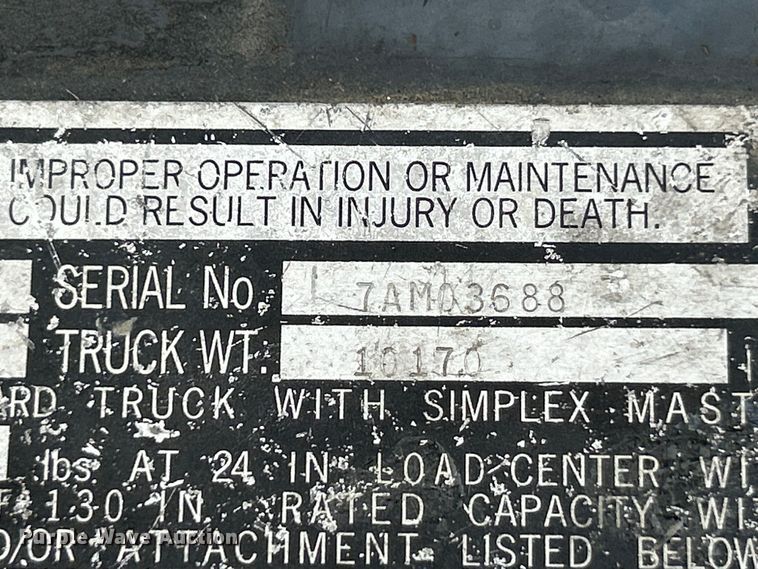 IMPROPER OPERATION OR MAINTENANCE
COULD RESULT IN INJURY OR DEATH.
SERIAL No. 7AM03688
TRUCK WT: 10170
ARD TRUCK WITH SIMPLEX MAST
lbs AT 24 IN LOAD CENTER WI
F 130 IN RATED CAPACITY WI
D/OR ATTACHMENT LISTED BELOW
Purple Wave Auction